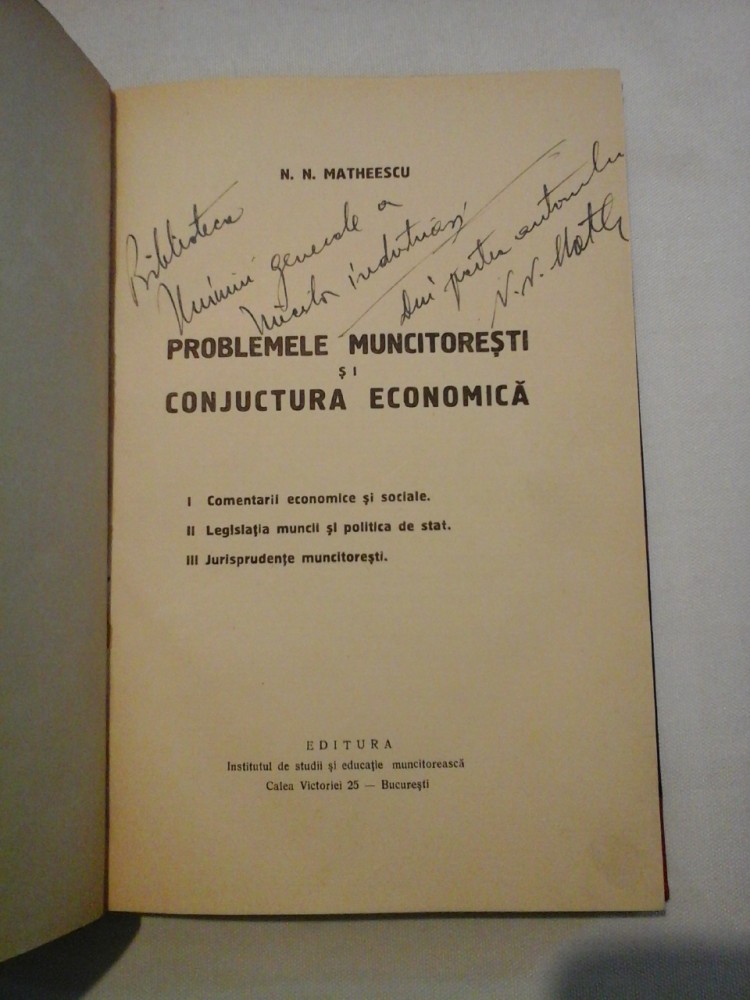 N. N. MATHEESCU
Biblioteca
Uniunii generale a
micilor industriași
Din partea autorului
N. N. Math
PROBLEMELE MUNCITOREȘTI
ȘI
CONJUCTURA ECONOMICĂ
I Comentarii economice și sociale.
II Legislația muncii și politica de stat.
III Jurisprudențe muncitorești.
EDITURA
Institutul de studii și educație muncitorească
Calea Victoriei 25 — București